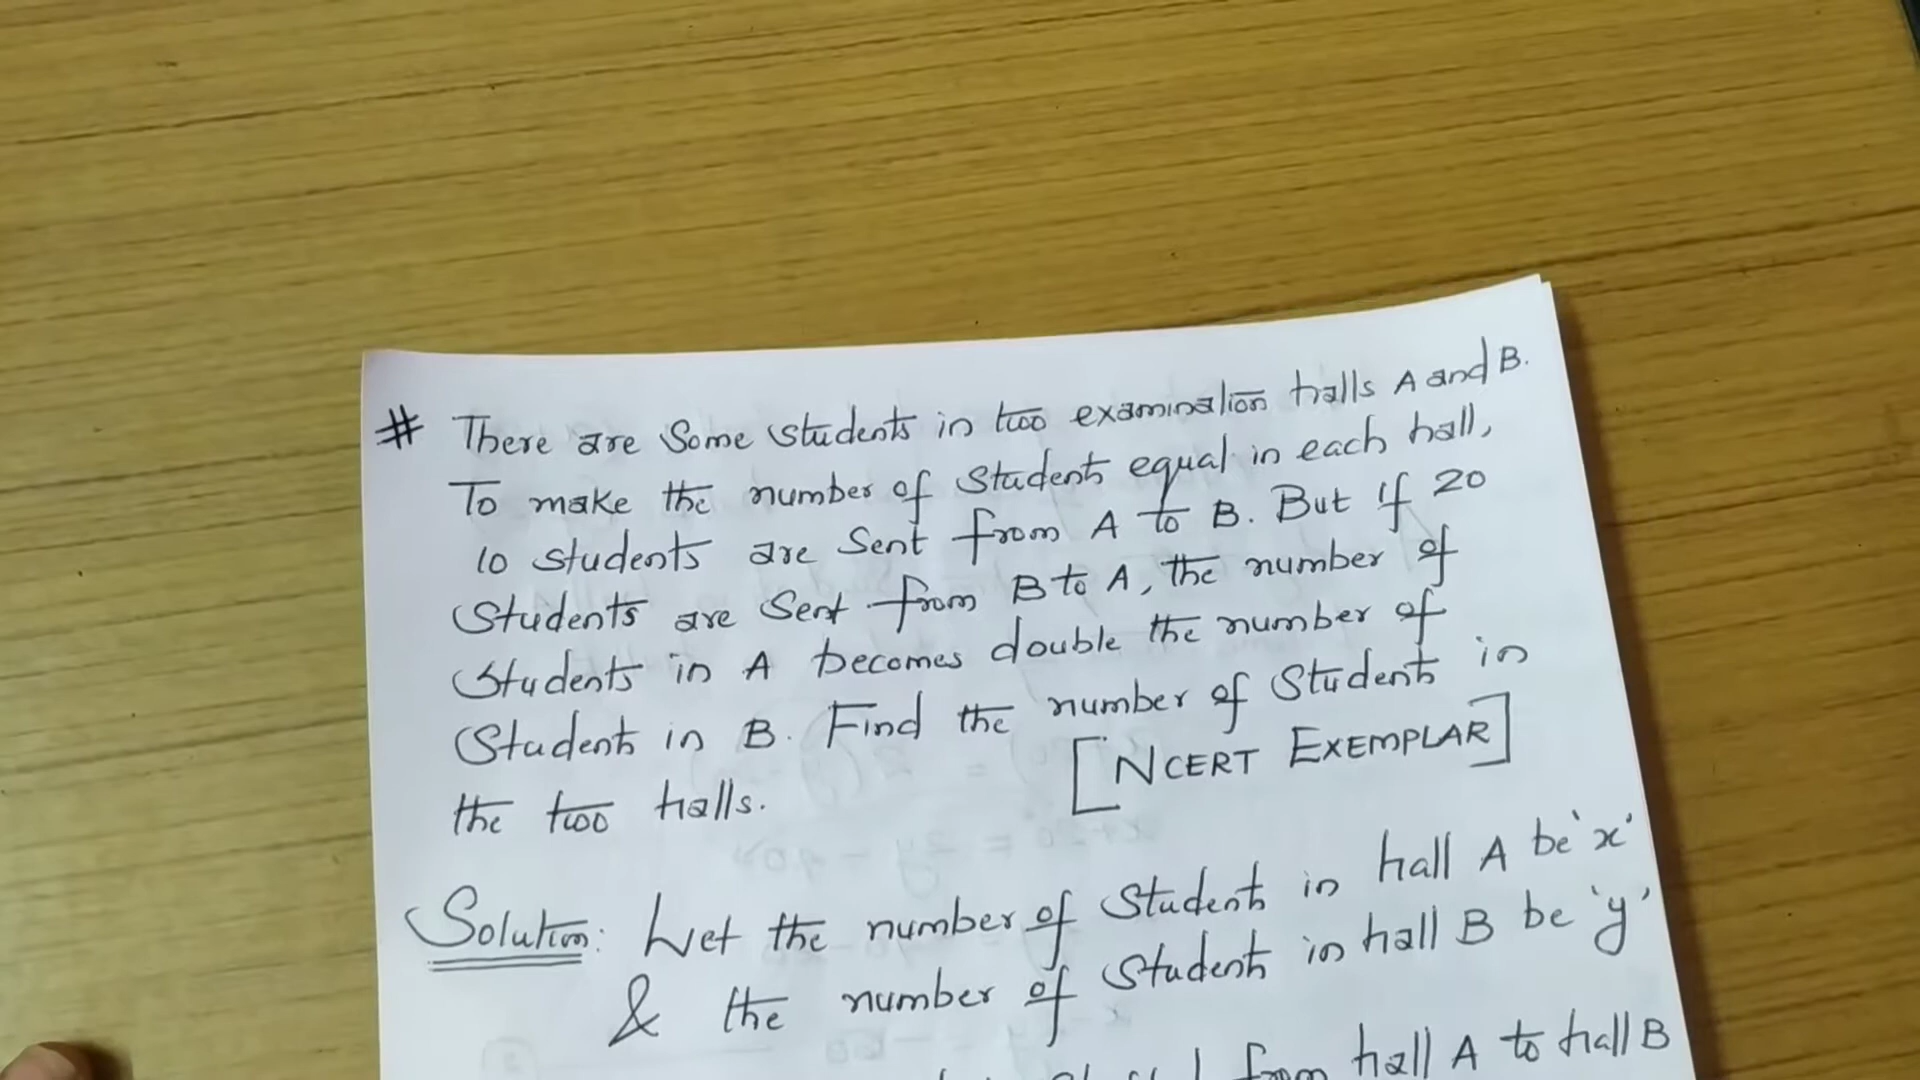 # There are Some students in two examination halls A and B.
To make the number of students equal in each hall,
10 students are sent from A to B. But if 20
Students are sent from B to A, the number of
Students in A becomes double the number of
Students in B. Find the number of students in
the two halls. [NCERT EXEMPLAR]
Solution: Let the number of students in hall A be 'x'
& the number of students in hall B be 'y'
from hall A to hall B